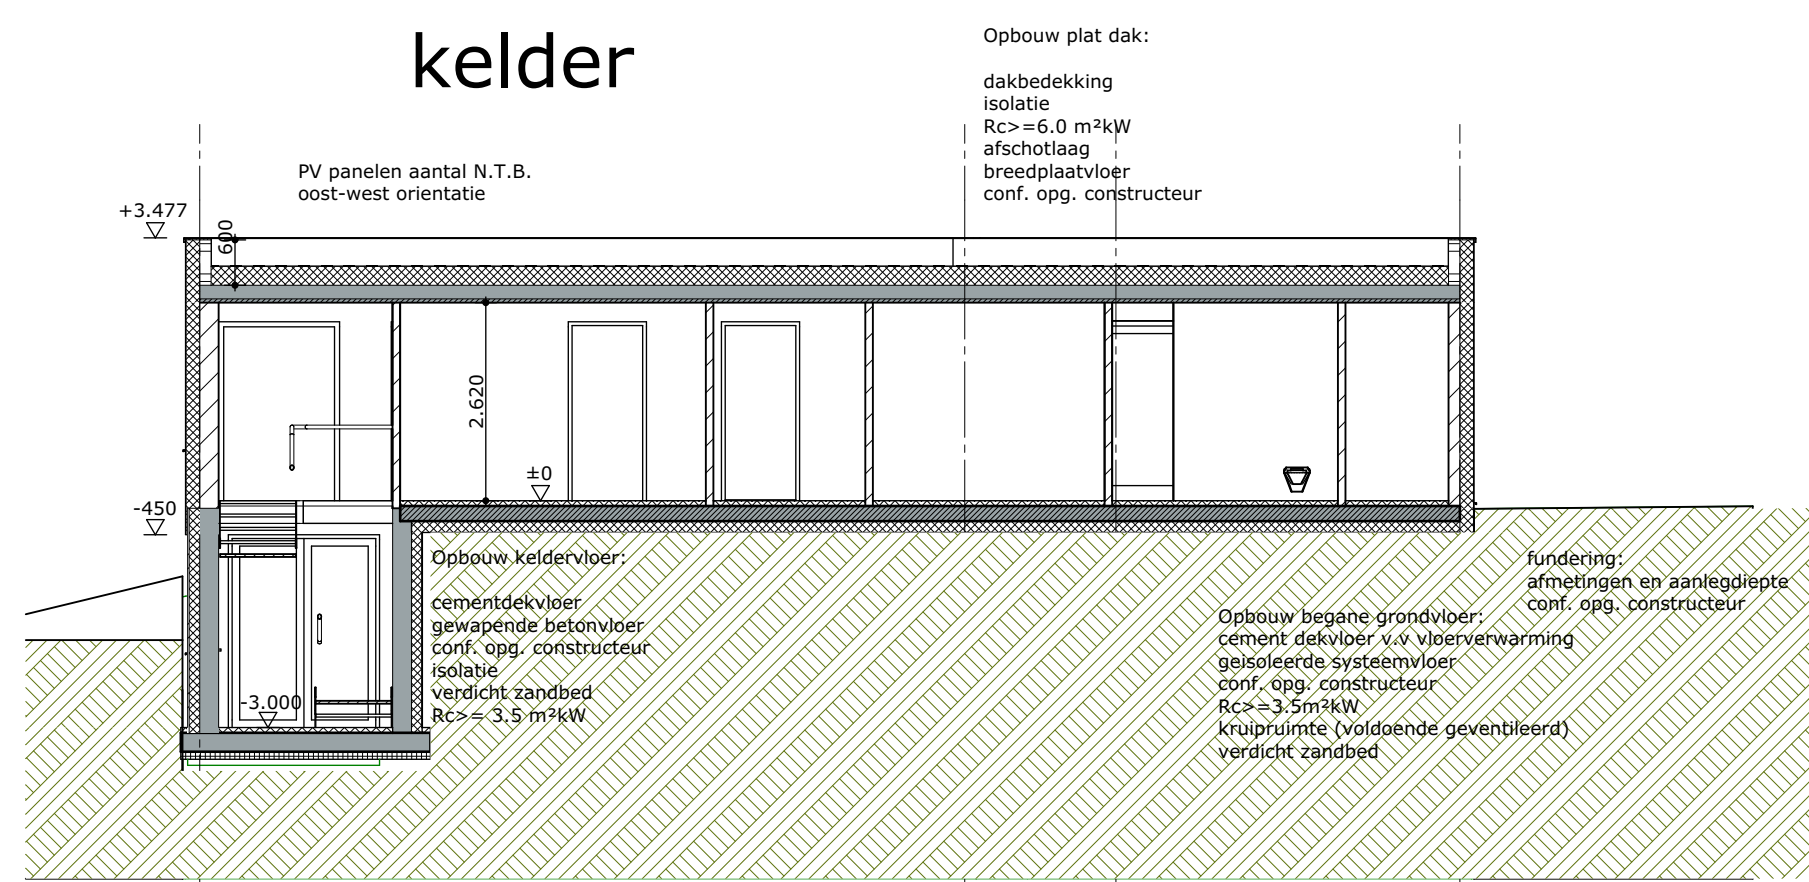 kelder
Opbouw plat dak:
dakbedekking
isolatie
Rc>=6.0 m²kW
afschotlaag
breedplaatvloer
conf. opg. constructeur
PV panelen aantal N.T.B.
oost-west orientatie
+3.477
600
2.620
±0
-450
Opbouw keldervloer:
cementdekvloer
gewapende betonvloer
conf. opg. constructeur
isolatie
verdicht zandbed
Rc>= 3.5 m²kW
-3.000
fundering:
afmetingen en aanlegdiepte
conf. opg. constructeur
Opbouw begane grondvloer:
cement dekvloer v.v vloerverwarming
geisoleerde systeemvloer
conf. opg. constructeur
Rc>=3.5m²kW
kruipruimte (voldoende geventileerd)
verdicht zandbed